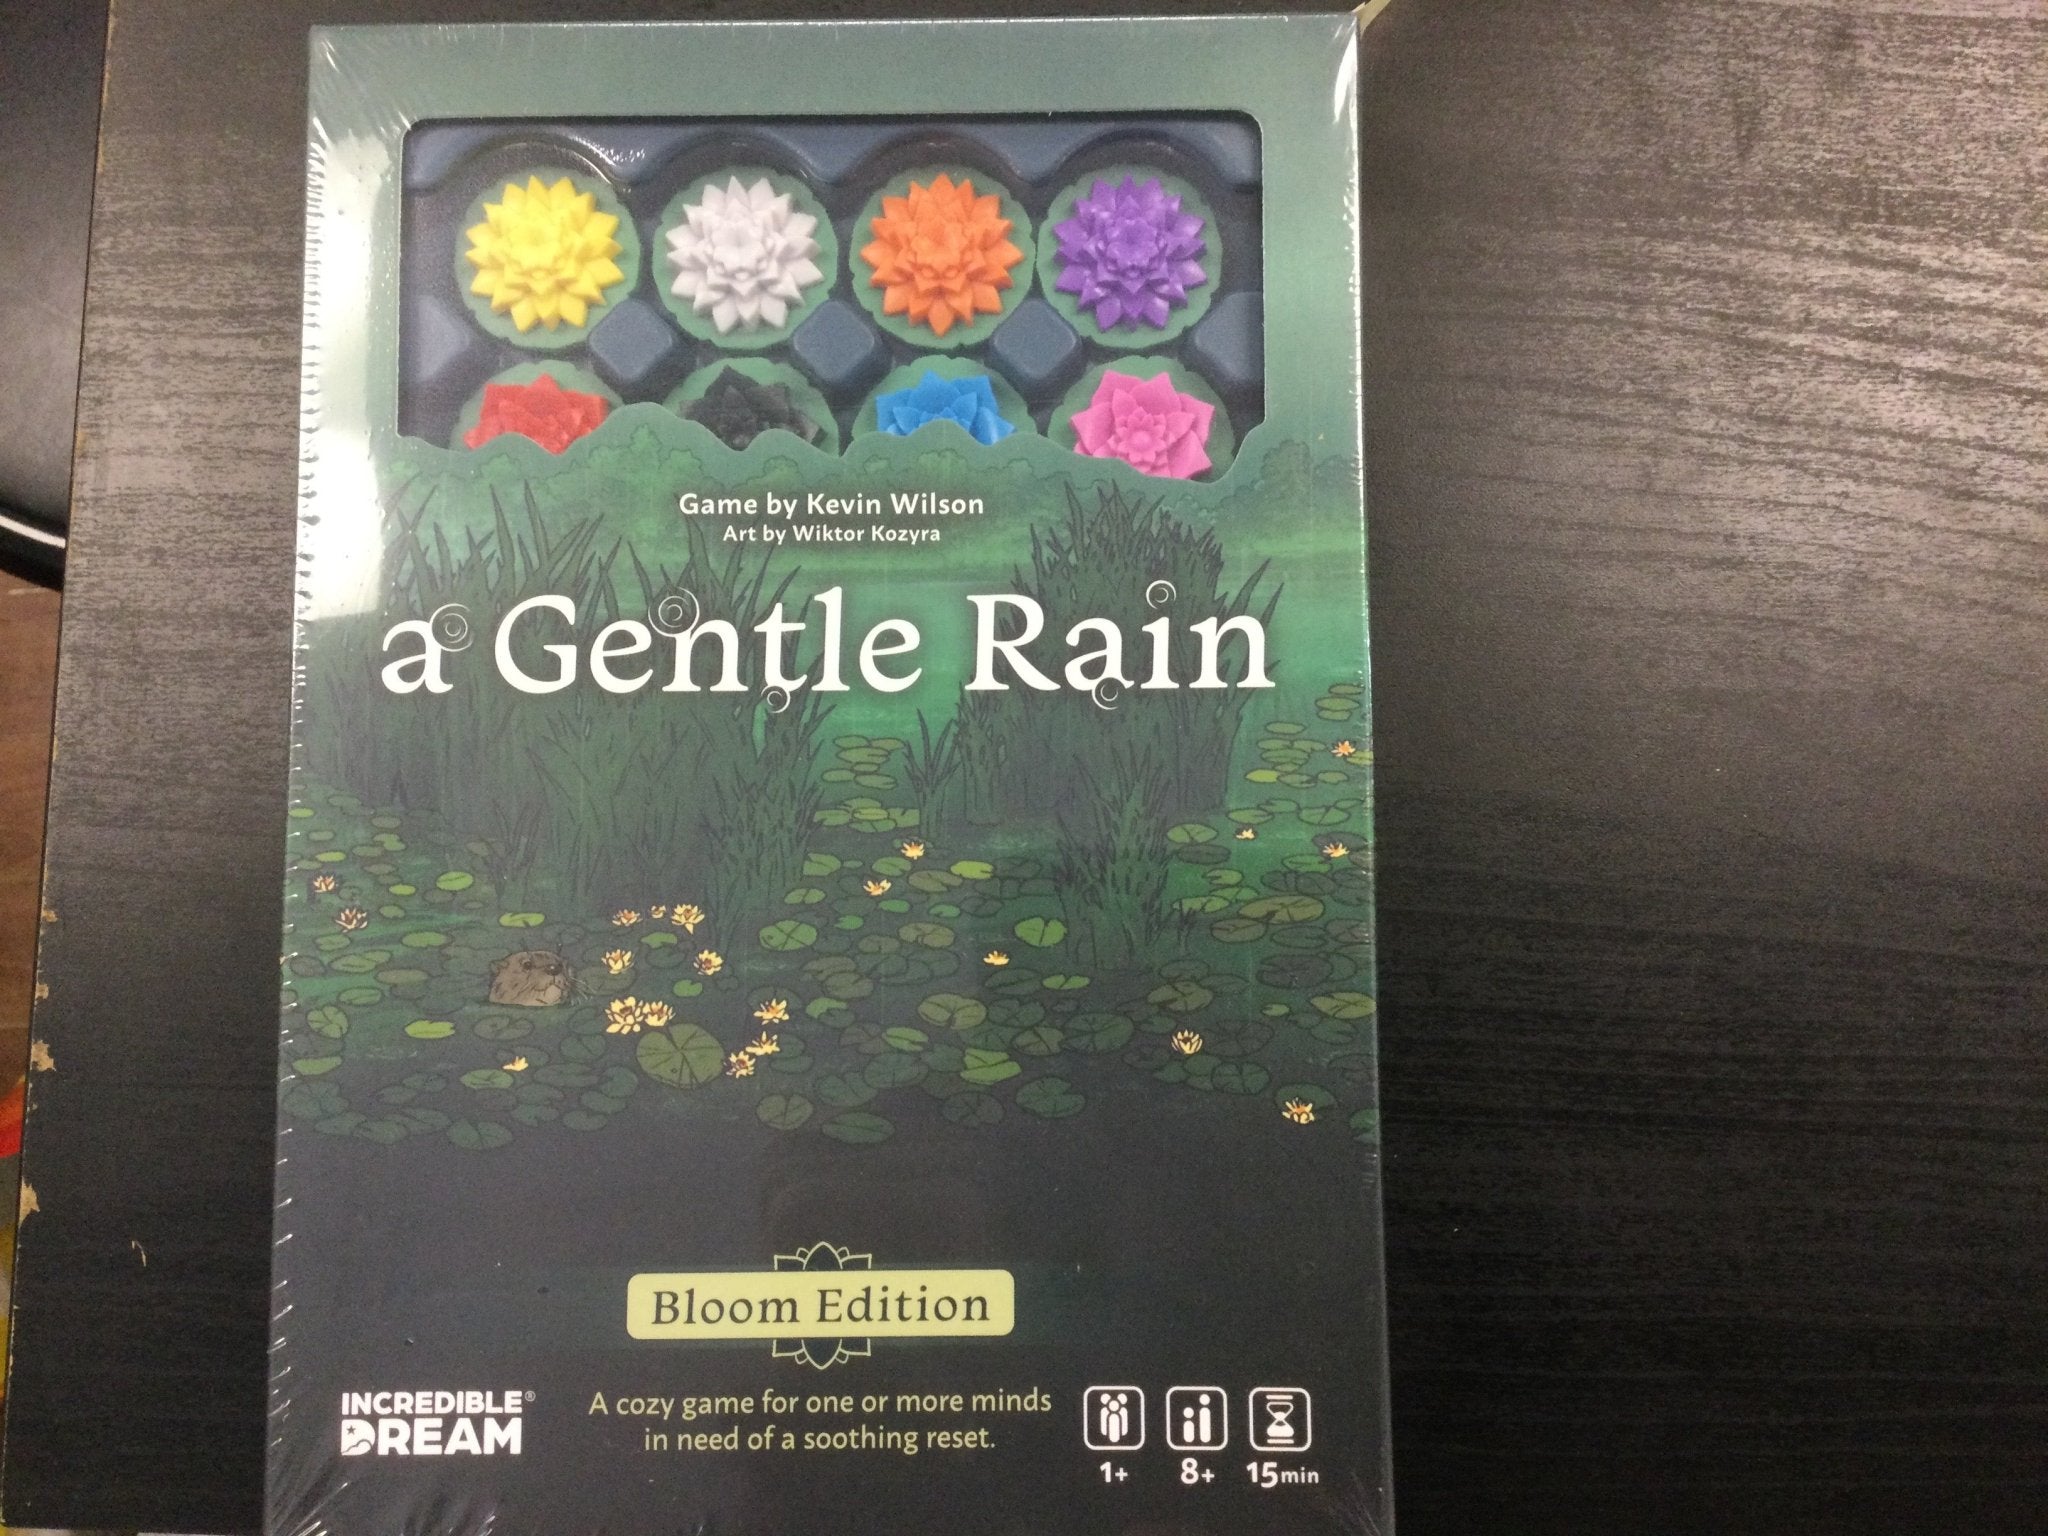 Game by Kevin Wilson
Art by Wiktor Kozyra
a Gentle Rain
Bloom Edition
INCREDIBLE®
DREAM
A cozy game for one or more minds
in need of a soothing reset.
1+ 8+ 15min